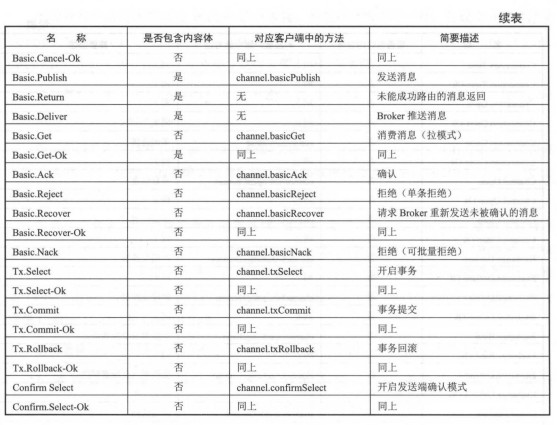 续表
名 称 是否包含内容体 对应客户端中的方法 简要描述
Basic.Cancel-Ok 否 同上 同上
Basic.Publish 是 channel.basicPublish 发送消息
Basic.Return 是 无 未能成功路由的消息返回
Basic.Deliver 是 无 Broker 推送消息
Basic.Get 否 channel.basicGet 消费消息（拉模式）
Basic.Get-Ok 是 同上 同上
Basic.Ack 否 channel.basicAck 确认
Basic.Reject 否 channel.basicReject 拒绝（单条拒绝）
Basic.Recover 否 channel.basicRecover 请求 Broker 重新发送未被确认的消息
Basic.Recover-Ok 否 同上 同上
Basic.Nack 否 channel.basicNack 拒绝（可批量拒绝）
Tx.Select 否 channel.txSelect 开启事务
Tx.Select-Ok 否 同上 同上
Tx.Commit 否 channel.txCommit 事务提交
Tx.Commit-Ok 否 同上 同上
Tx.Rollback 否 channel.txRollback 事务回滚
Tx.Rollback-Ok 否 同上 同上
Confirm Select 否 channel.confirmSelect 开启发送端确认模式
Confirm.Select-Ok 否 同上 同上